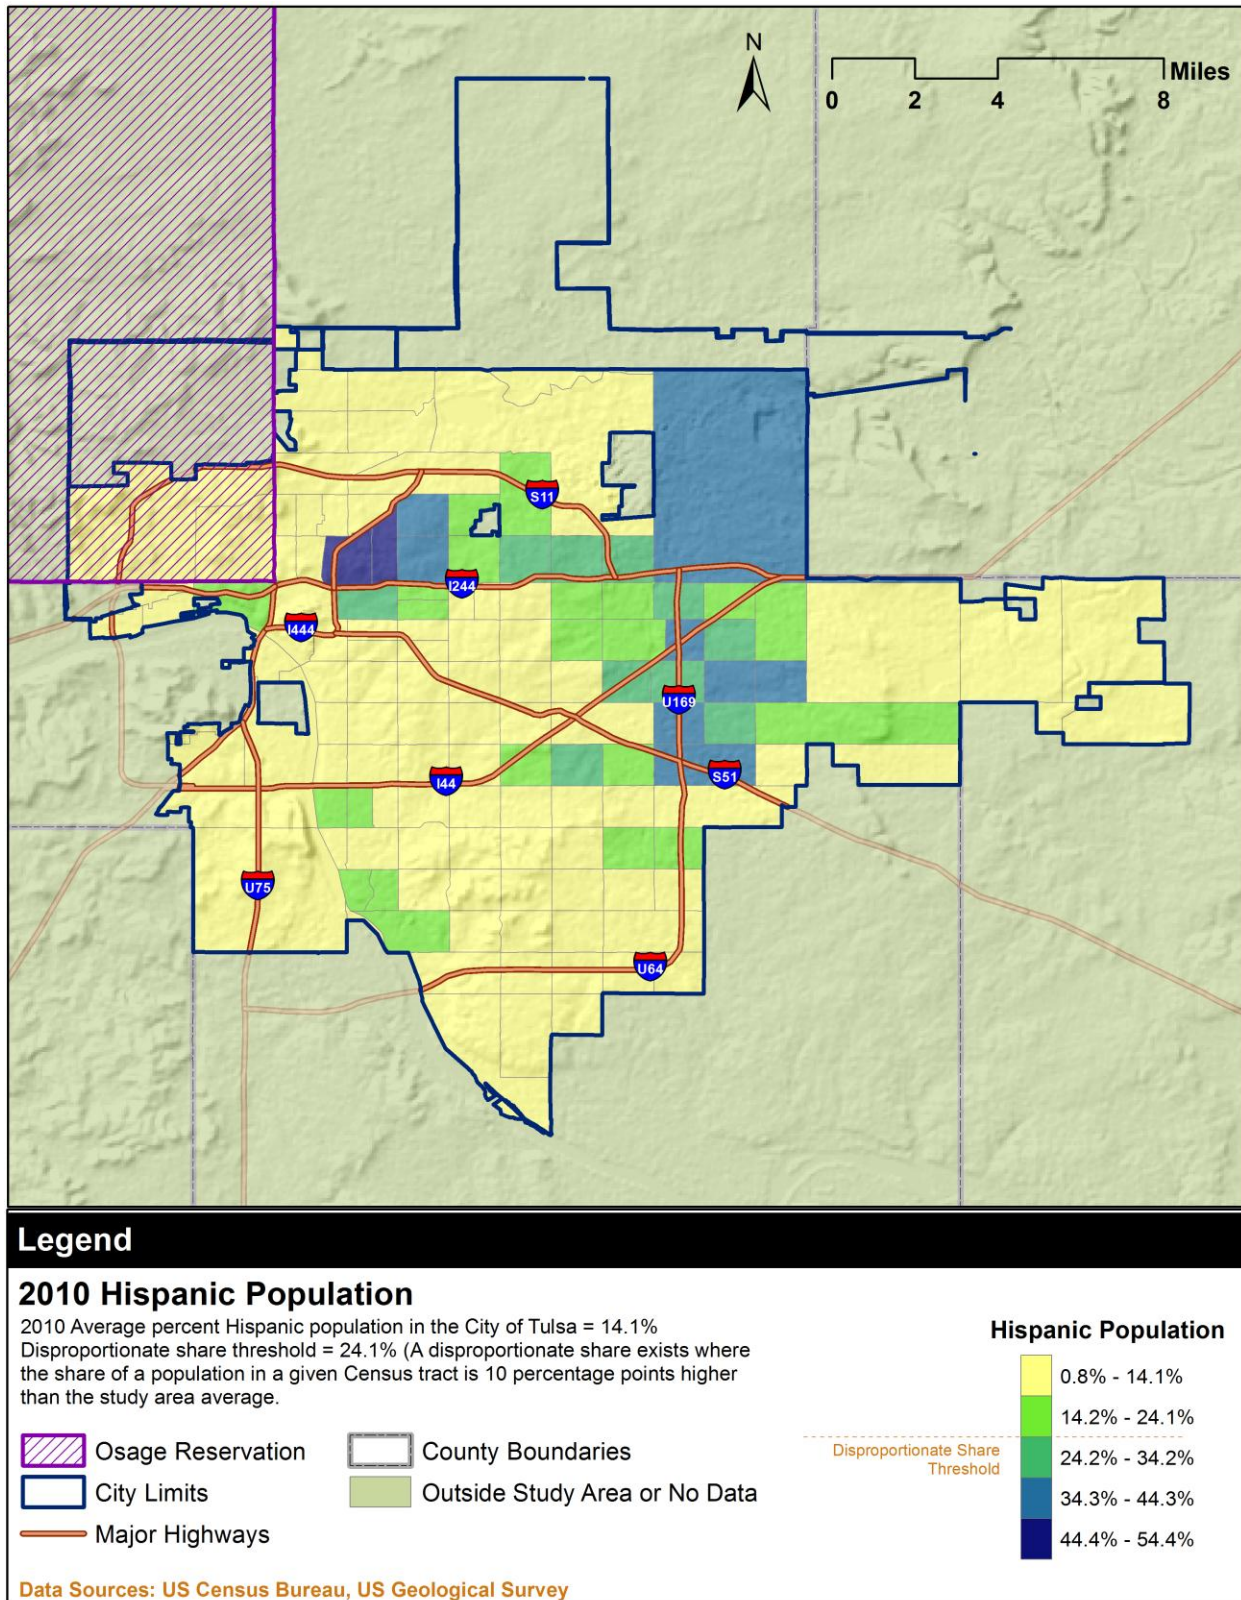 N
Miles
0 2 4 8
S11
I244
I444
U169
I44
S51
U75
U64
Legend
2010 Hispanic Population
2010 Average percent Hispanic population in the City of Tulsa = 14.1%
Disproportionate share threshold = 24.1% (A disproportionate share exists where
the share of a population in a given Census tract is 10 percentage points higher
than the study area average.
Osage Reservation
County Boundaries
City Limits
Outside Study Area or No Data
Major Highways
Data Sources: US Census Bureau, US Geological Survey
Hispanic Population
0.8% - 14.1%
14.2% - 24.1%
Disproportionate Share
Threshold
24.2% - 34.2%
34.3% - 44.3%
44.4% - 54.4%